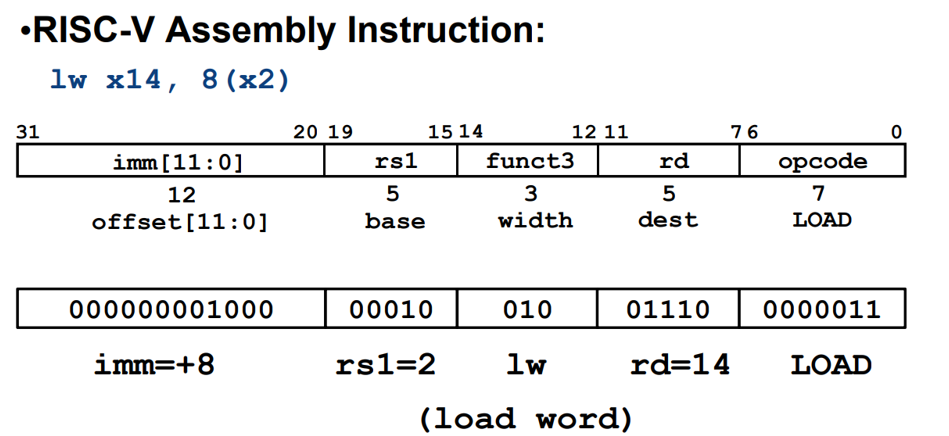 •RISC-V Assembly Instruction:
lw x14, 8(x2)
31 20 19 15 14 12 11 7 6 0
imm[11:0] rs1 funct3 rd opcode
12 5 3 5 7
offset[11:0] base width dest LOAD
000000001000 00010 010 01110 0000011
imm=+8 rs1=2 lw rd=14 LOAD
(load word)